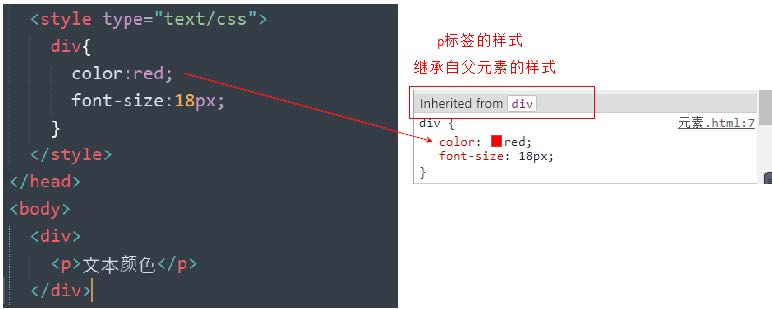 <style type="text/css">
div{
color:red;
font-size:18px;
}
</style>
</head>
<body>
<div>
<p>文本颜色</p>
</div>
p标签的样式
继承自父元素的样式
Inherited from div
div {
元素.html:7
color: red;
font-size: 18px;
}